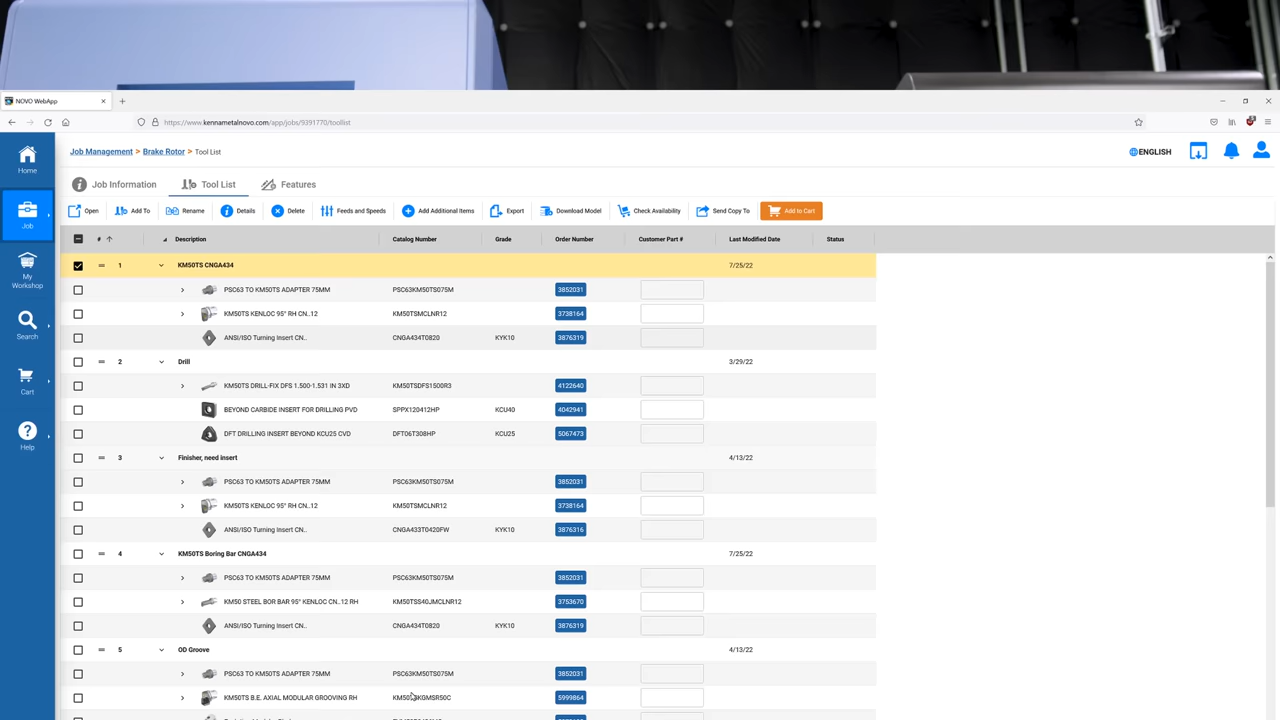 NOVO WebApp
https://www.kennametalnovo.com/app/jobs/9391770/toollist
Job Management > Brake Rotor > Tool List
ENGLISH
Home
Job
My Workshop
Search
Cart
Help
Job Information Tool List Features
Open Add To Rename Details Delete Feeds and Speeds Add Additional Items Export Download Model Check Availability Send Copy To Add to Cart
# Description Catalog Number Grade Order Number Customer Part # Last Modified Date Status
1 KM50TS CNGA434 7/25/22
PSC63 TO KM50TS ADAPTER 75MM PSC63KM50TS075M 3852031
KM50TS KENLOC 95° RH CN..12 KM50TSMCLNR12 3738164
ANSI/ISO Turning Insert CN.. CNGA434T0820 KYK10 3876319
2 Drill 3/29/22
KM50TS DRILL-FIX DFS 1.500-1.531 IN 3XD KM50TSDFS1500R3 4122640
BEYOND CARBIDE INSERT FOR DRILLING PVD SPPX120412HP KCU40 4042941
DFT DRILLING INSERT BEYOND KCU25 CVD DFT06T308HP KCU25 5067473
3 Finisher, need insert 4/13/22
PSC63 TO KM50TS ADAPTER 75MM PSC63KM50TS075M 3852031
KM50TS KENLOC 95° RH CN..12 KM50TSMCLNR12 3738164
ANSI/ISO Turning Insert CN.. CNGA433T0420FW KYK10 3876316
4 KM50TS Boring Bar CNGA434 7/25/22
PSC63 TO KM50TS ADAPTER 75MM PSC63KM50TS075M 3852031
KM50 STEEL BOR BAR 95° KENLOC CN..12 RH KM50TSS40JMCLNR12 3753670
ANSI/ISO Turning Insert CN.. CNGA434T0820 KYK10 3876319
5 OD Groove 4/13/22
PSC63 TO KM50TS ADAPTER 75MM PSC63KM50TS075M 3852031
KM50TS B.E. AXIAL MODULAR GROOVING RH 5999864